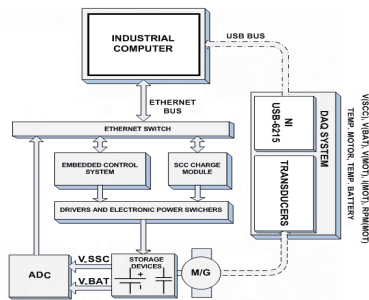 INDUSTRIAL
COMPUTER
USB BUS
ETHERNET
BUS
ETHERNET SWITCH
EMBEDDED CONTROL
SYSTEM
SCC CHARGE
MODULE
DRIVERS AND ELECTRONIC POWER SWICHERS
ADC
V_SSC
V_BAT
STORAGE
DEVICES
+
M/G
NI
USB-6215
TRANSDUCERS
DAQ SYSTEM
V(SCC), V(BAT), V(MOT), I(MOT), RPM(MOT)
TEMP. MOTOR, TEMP. BATTERY